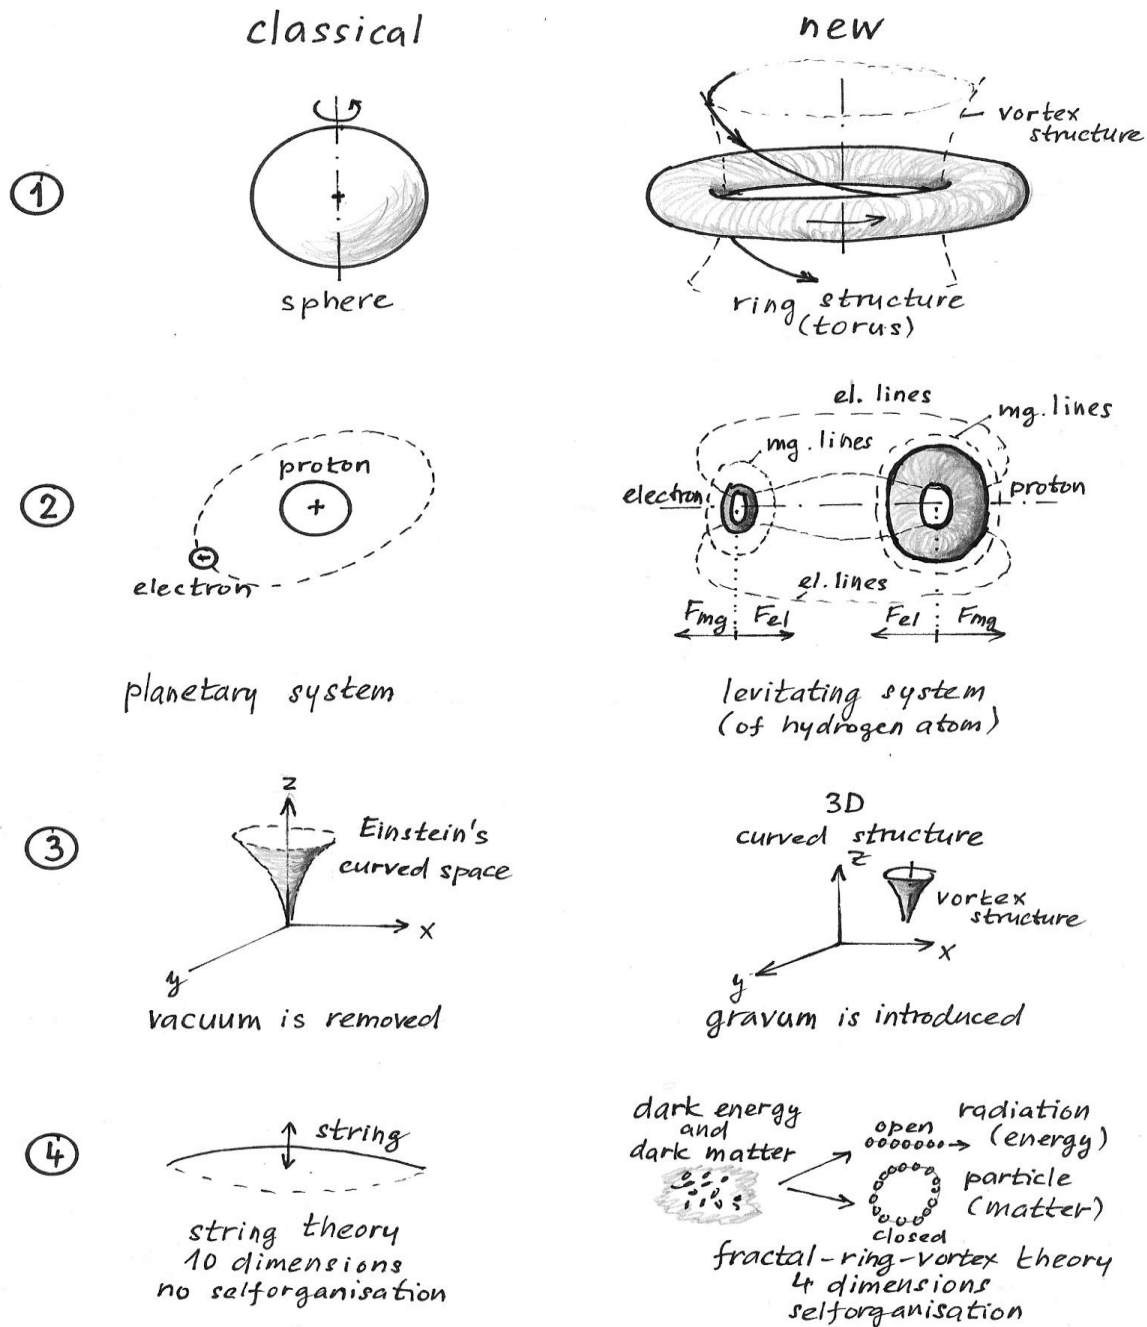 classical
new
1
sphere
vortex
structure
ring structure
(torus)
2
proton
+
electron
-
planetary system
el. lines
mg. lines
mg. lines
electron
proton
el. lines
Fmg Fel
Fel Fmg
levitating system
(of hydrogen atom)
3
z
Einstein's
curved space
x
y
vacuum is removed
3D
curved structure
z
vortex
structure
x
y
gravum is introduced
4
string
string theory
10 dimensions
no selforganisation
dark energy
and
dark matter
open
radiation
(energy)
particle
(matter)
closed
fractal-ring-vortex theory
4 dimensions
selforganisation